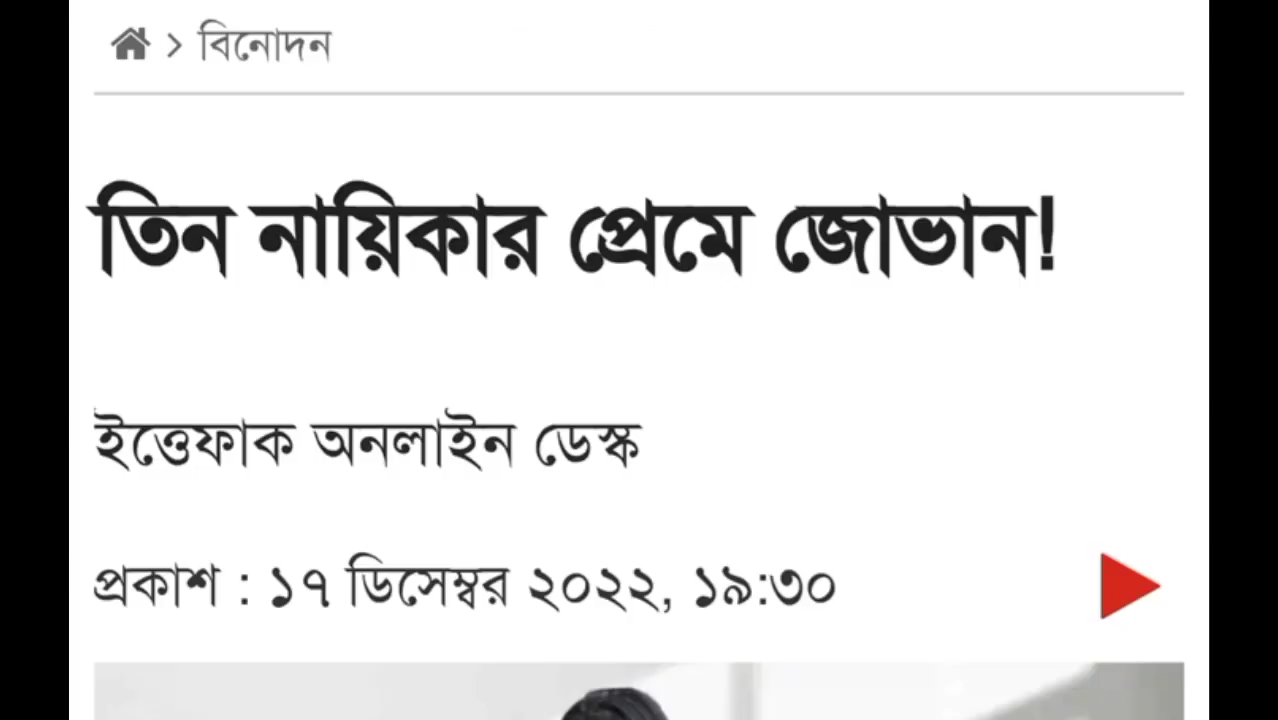 > বিনোদন
তিন নায়িকার প্রেমে জোভান!
ইত্তেফাক অনলাইন ডেস্ক
প্রকাশ : ১৭ ডিসেম্বর ২০২২, ১৯:৩০